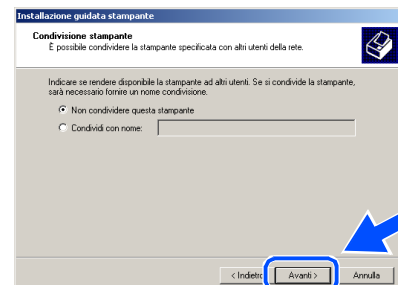 Installazione guidata stampante
Condivisione stampante
È possibile condividere la stampante specificata con altri utenti della rete.
Indicare se rendere disponibile la stampante ad altri utenti. Se si condivide la stampante,
sarà necessario fornire un nome condivisione.
Non condividere questa stampante
Condividi con nome:
< Indietro Avanti > Annulla